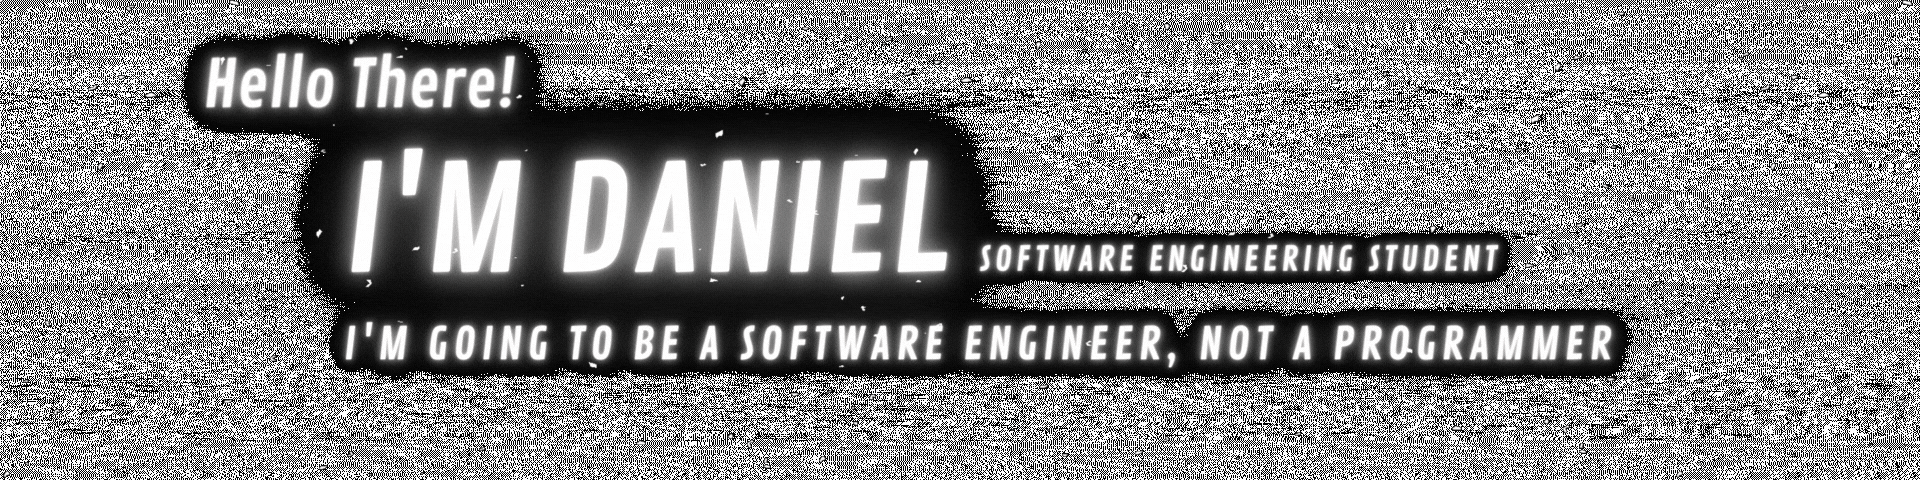 Hello There!
I'M DANIEL SOFTWARE ENGINEERING STUDENT
I'M GOING TO BE A SOFTWARE ENGINEER, NOT A PROGRAMMER